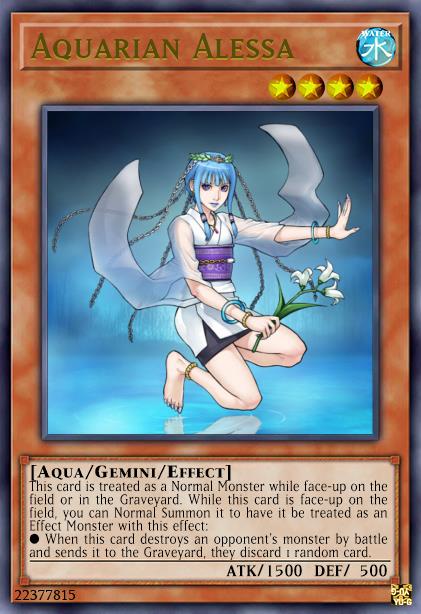 Aquarian Alessa
WATER
水
[Aqua/Gemini/Effect]
This card is treated as a Normal Monster while face-up on the
field or in the Graveyard. While this card is face-up on the
field, you can Normal Summon it to have it be treated as an
Effect Monster with this effect:
● When this card destroys an opponent's monster by battle
and sends it to the Graveyard, they discard 1 random card.
ATK/1500 DEF/ 500
22377815